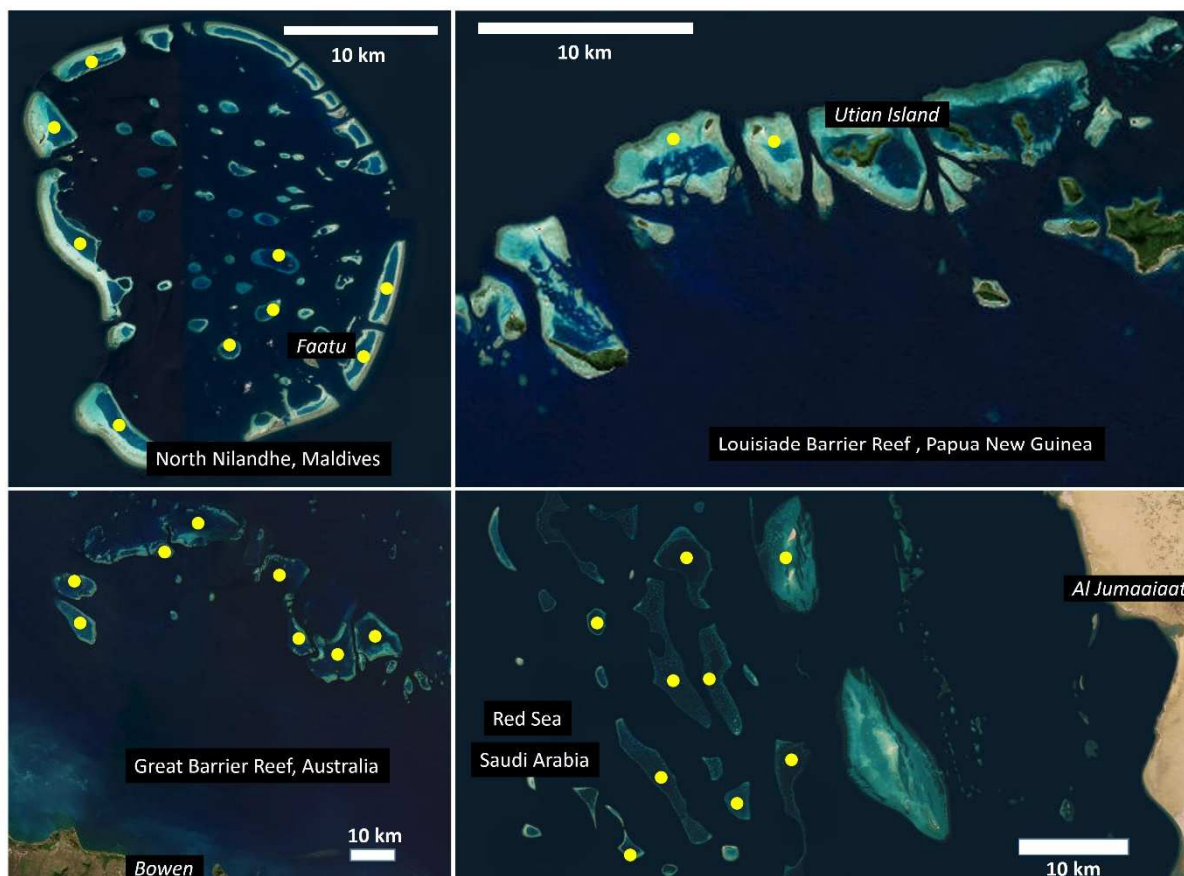 10 km
Faatu
North Nilandhe, Maldives
10 km
Utian Island
Louisiade Barrier Reef , Papua New Guinea
Great Barrier Reef, Australia
10 km
Bowen
Al Jumaaiaat
Red Sea
Saudi Arabia
10 km